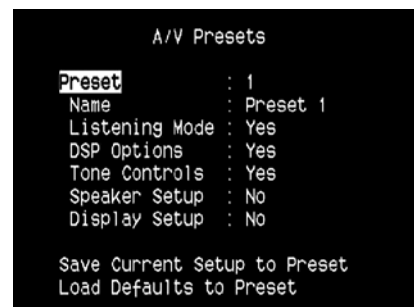 A/V Presets
Preset : 1
Name : Preset 1
Listening Mode : Yes
DSP Options : Yes
Tone Controls : Yes
Speaker Setup : No
Display Setup : No
Save Current Setup to Preset
Load Defaults to Preset